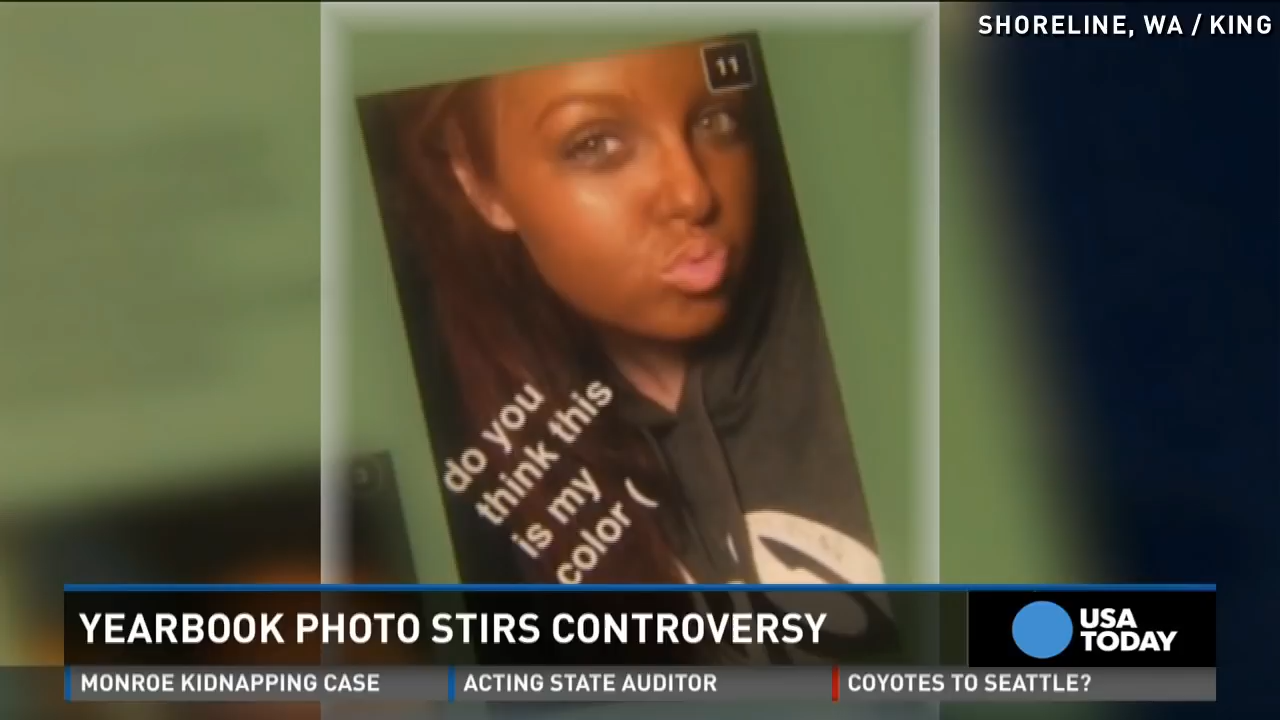 SHORELINE, WA / KING
11
do you
think this
is my
color (
YEARBOOK PHOTO STIRS CONTROVERSY
USA
TODAY
MONROE KIDNAPPING CASE
ACTING STATE AUDITOR
COYOTES TO SEATTLE?